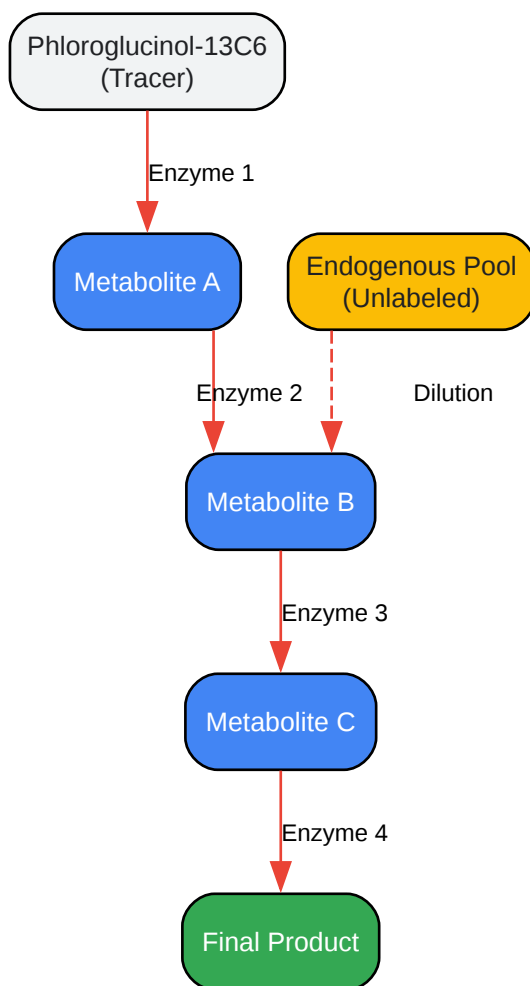 Phloroglucinol-13C6
(Tracer)
Enzyme 1
Metabolite A
Endogenous Pool
(Unlabeled)
Enzyme 2
Dilution
Metabolite B
Enzyme 3
Metabolite C
Enzyme 4
Final Product